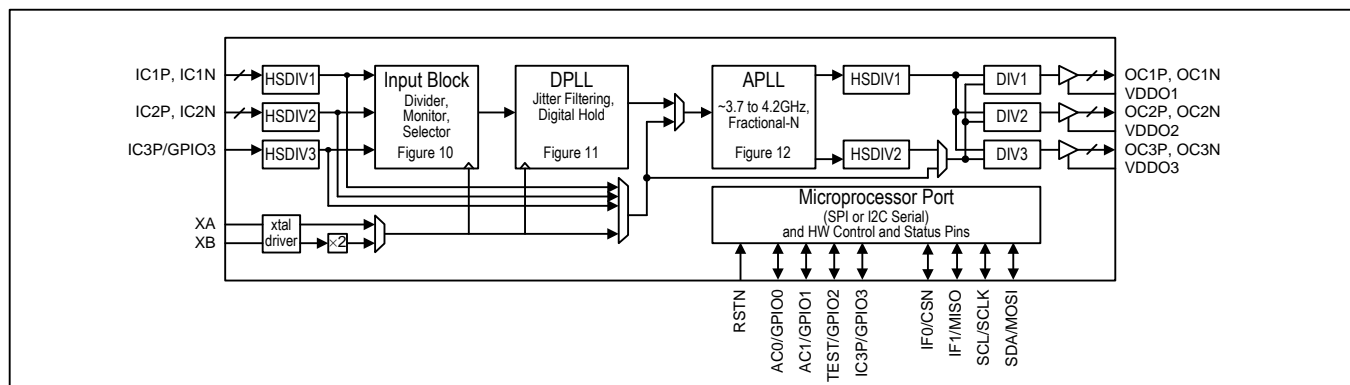 IC1P, IC1N
HSDIV1
IC2P, IC2N
HSDIV2
IC3P/GPIO3
HSDIV3
XA
XB
xtal
driver
×2
Input Block
Divider,
Monitor,
Selector
Figure 10
DPLL
Jitter Filtering,
Digital Hold
Figure 11
APLL
~3.7 to 4.2GHz,
Fractional-N
Figure 12
HSDIV1
HSDIV2
DIV1
DIV2
DIV3
OC1P, OC1N
VDDO1
OC2P, OC2N
VDDO2
OC3P, OC3N
VDDO3
Microprocessor Port
(SPI or I2C Serial)
and HW Control and Status Pins
RSTN
AC0/GPIO0
AC1/GPIO1
TEST/GPIO2
IC3P/GPIO3
IF0/CSN
IF1/MISO
SCL/SCLK
SDA/MOSI